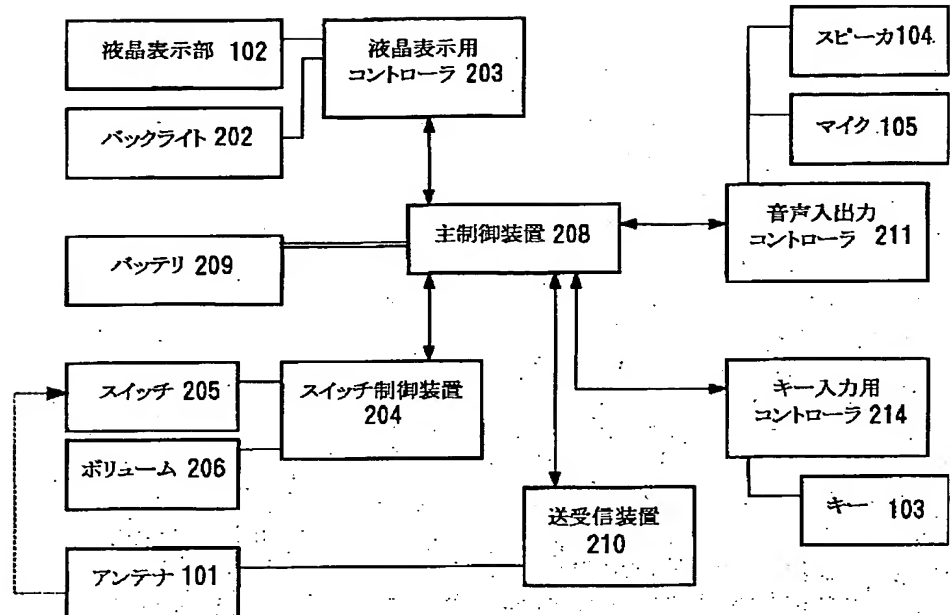 液晶表示部 102
液晶表示用
コントローラ 203
スピーカ 104
バックライト 202
マイク 105
主制御装置 208
音声入出力
コントローラ 211
バッテリ 209
スイッチ 205
スイッチ制御装置
204
キー入力用
コントローラ 214
ボリューム 206
送受信装置
210
キー 103
アンテナ 101